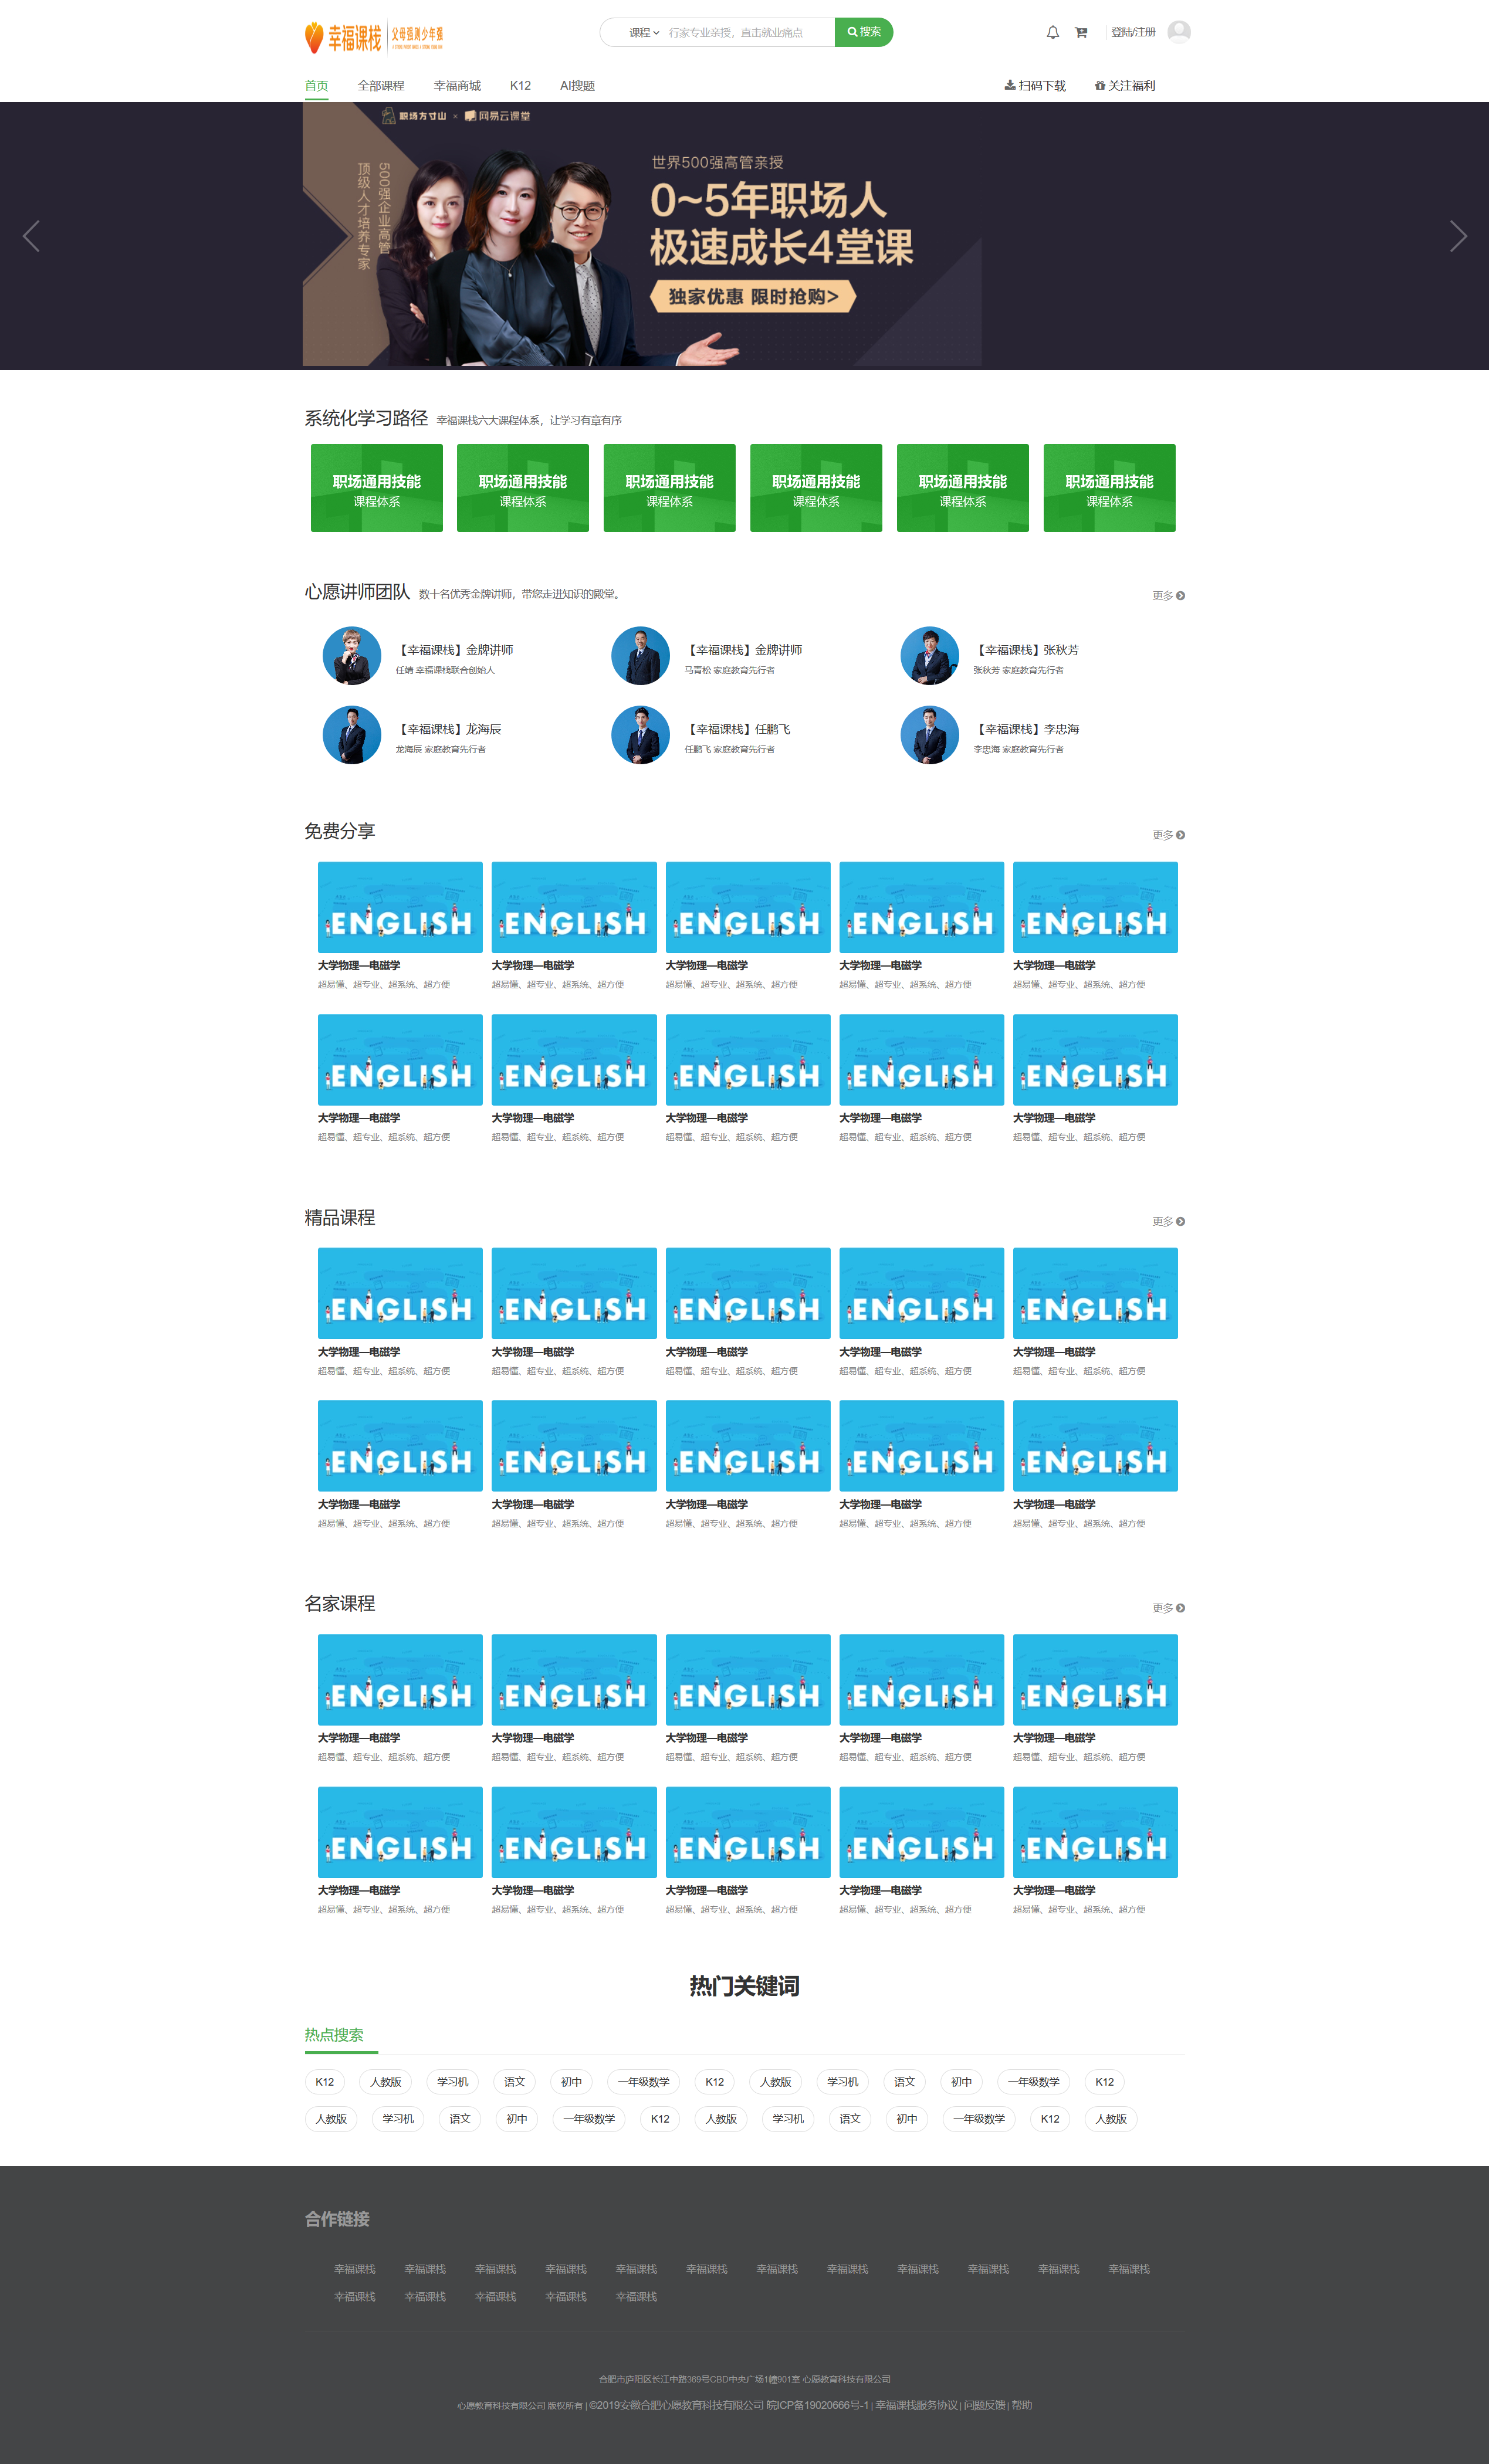 幸福课栈 父母强则少年强
课程 行家专业亲授，直击就业痛点 搜索
登陆/注册
首页 全部课程 幸福商城 K12 AI搜题 扫码下载 关注福利
职场方寸山 × 网易云课堂
500强企业高管
顶级人才培养专家
世界500强高管亲授
0~5年职场人
极速成长4堂课
独家优惠 限时抢购>
系统化学习路径 幸福课栈六大课程体系，让学习有章有序
职场通用技能 职场通用技能 职场通用技能 职场通用技能 职场通用技能 职场通用技能
课程体系 课程体系 课程体系 课程体系 课程体系 课程体系
心愿讲师团队 数十名优秀金牌讲师，带您走进知识的殿堂。 更多
【幸福课栈】金牌讲师 【幸福课栈】金牌讲师 【幸福课栈】张秋芳
任婧 幸福课栈联合创始人 马青松 家庭教育先行者 张秋芳 家庭教育先行者
【幸福课栈】龙海辰 【幸福课栈】任鹏飞 【幸福课栈】李忠海
龙海辰 家庭教育先行者 任鹏飞 家庭教育先行者 李忠海 家庭教育先行者
免费分享 更多
ENGLISH ENGLISH ENGLISH ENGLISH ENGLISH
大学物理—电磁学 大学物理—电磁学 大学物理—电磁学 大学物理—电磁学 大学物理—电磁学
超易懂、超专业、超系统、超方便 超易懂、超专业、超系统、超方便 超易懂、超专业、超系统、超方便 超易懂、超专业、超系统、超方便 超易懂、超专业、超系统、超方便
ENGLISH ENGLISH ENGLISH ENGLISH ENGLISH
大学物理—电磁学 大学物理—电磁学 大学物理—电磁学 大学物理—电磁学 大学物理—电磁学
超易懂、超专业、超系统、超方便 超易懂、超专业、超系统、超方便 超易懂、超专业、超系统、超方便 超易懂、超专业、超系统、超方便 超易懂、超专业、超系统、超方便
精品课程 更多
ENGLISH ENGLISH ENGLISH ENGLISH ENGLISH
大学物理—电磁学 大学物理—电磁学 大学物理—电磁学 大学物理—电磁学 大学物理—电磁学
超易懂、超专业、超系统、超方便 超易懂、超专业、超系统、超方便 超易懂、超专业、超系统、超方便 超易懂、超专业、超系统、超方便 超易懂、超专业、超系统、超方便
ENGLISH ENGLISH ENGLISH ENGLISH ENGLISH
大学物理—电磁学 大学物理—电磁学 大学物理—电磁学 大学物理—电磁学 大学物理—电磁学
超易懂、超专业、超系统、超方便 超易懂、超专业、超系统、超方便 超易懂、超专业、超系统、超方便 超易懂、超专业、超系统、超方便 超易懂、超专业、超系统、超方便
名家课程 更多
ENGLISH ENGLISH ENGLISH ENGLISH ENGLISH
大学物理—电磁学 大学物理—电磁学 大学物理—电磁学 大学物理—电磁学 大学物理—电磁学
超易懂、超专业、超系统、超方便 超易懂、超专业、超系统、超方便 超易懂、超专业、超系统、超方便 超易懂、超专业、超系统、超方便 超易懂、超专业、超系统、超方便
ENGLISH ENGLISH ENGLISH ENGLISH ENGLISH
大学物理—电磁学 大学物理—电磁学 大学物理—电磁学 大学物理—电磁学 大学物理—电磁学
超易懂、超专业、超系统、超方便 超易懂、超专业、超系统、超方便 超易懂、超专业、超系统、超方便 超易懂、超专业、超系统、超方便 超易懂、超专业、超系统、超方便
热门关键词
热点搜索
K12 人教版 学习机 语文 初中 一年级数学 K12 人教版 学习机 语文 初中 一年级数学 K12
人教版 学习机 语文 初中 一年级数学 K12 人教版 学习机 语文 初中 一年级数学 K12 人教版
合作链接
幸福课栈 幸福课栈 幸福课栈 幸福课栈 幸福课栈 幸福课栈 幸福课栈 幸福课栈 幸福课栈 幸福课栈 幸福课栈 幸福课栈
幸福课栈 幸福课栈 幸福课栈 幸福课栈 幸福课栈
合肥市庐阳区长江中路369号CBD中央广场1幢901室 心愿教育科技有限公司
心愿教育科技有限公司 版权所有 | ©2019安徽合肥心愿教育科技有限公司 皖ICP备19020666号-1 | 幸福课栈服务协议 | 问题反馈 | 帮助